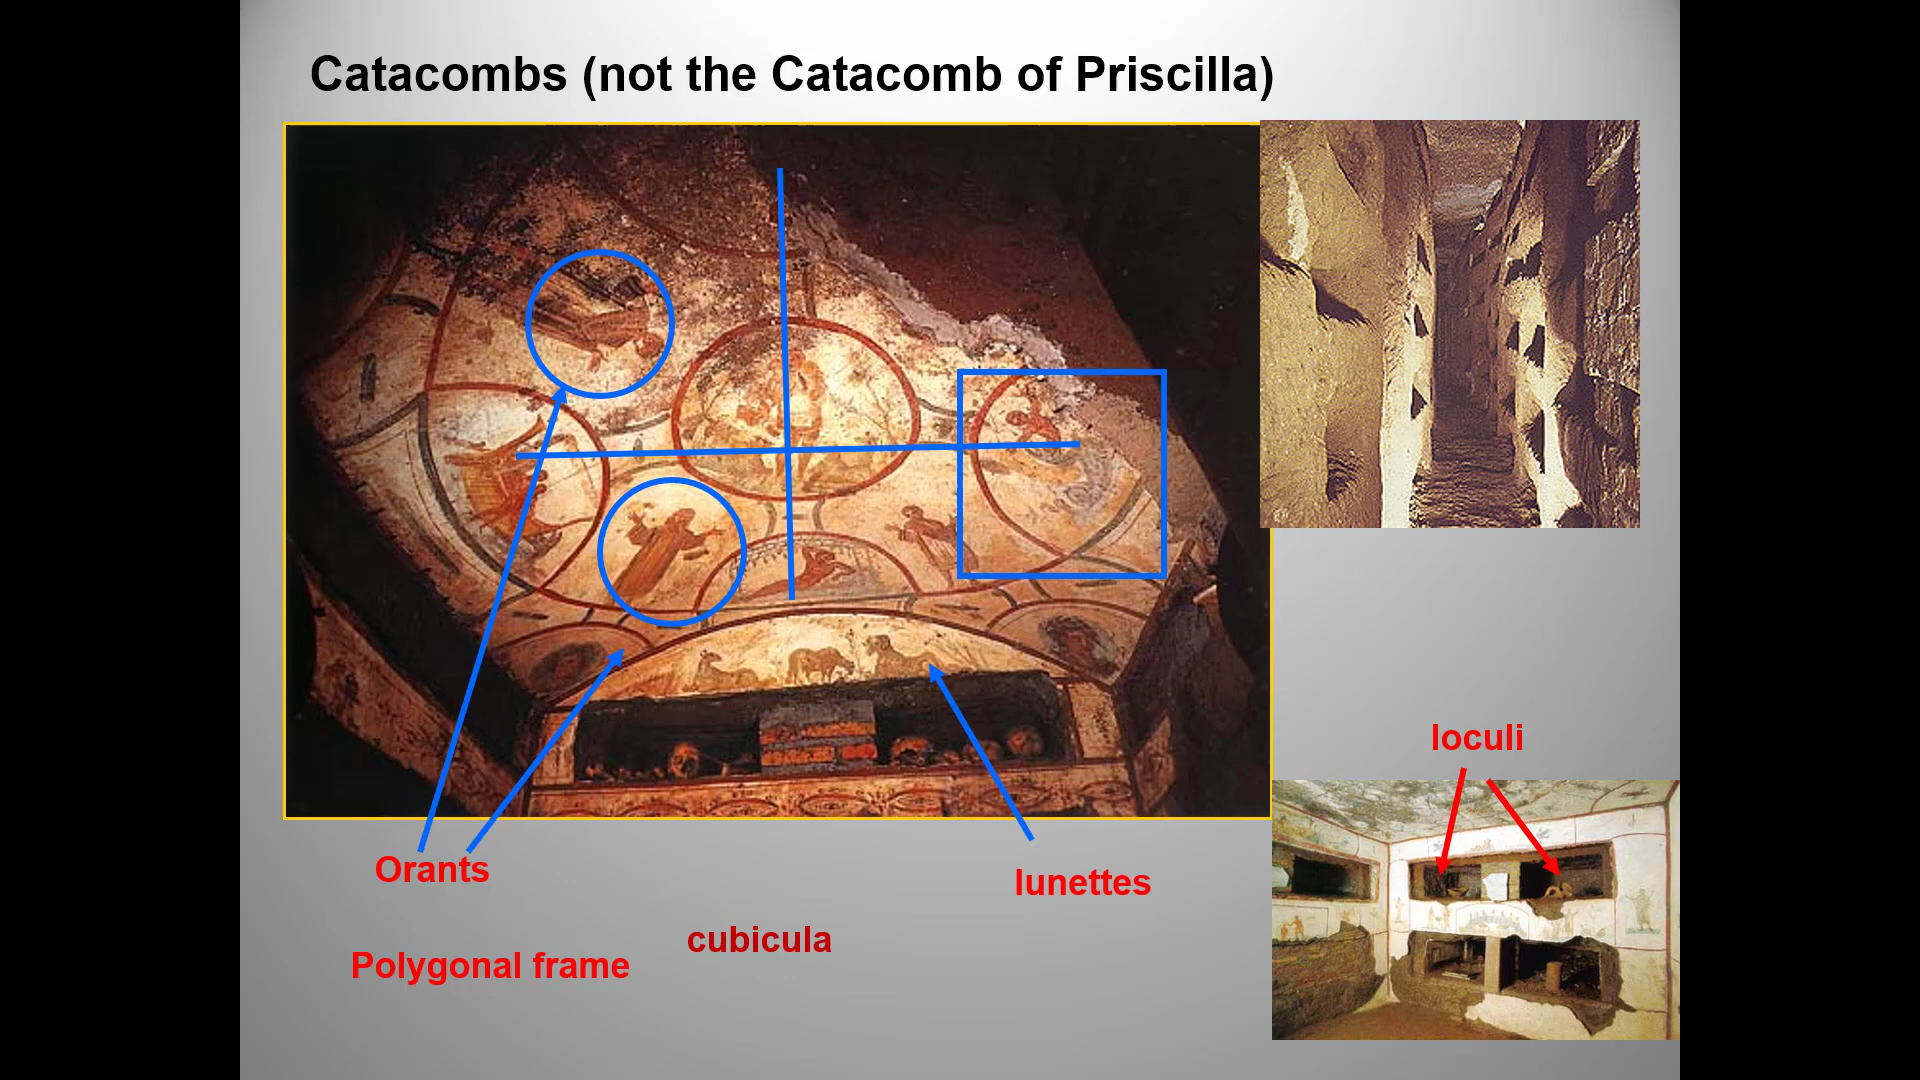 Catacombs (not the Catacomb of Priscilla)
loculi
Orants
lunettes
cubicula
Polygonal frame